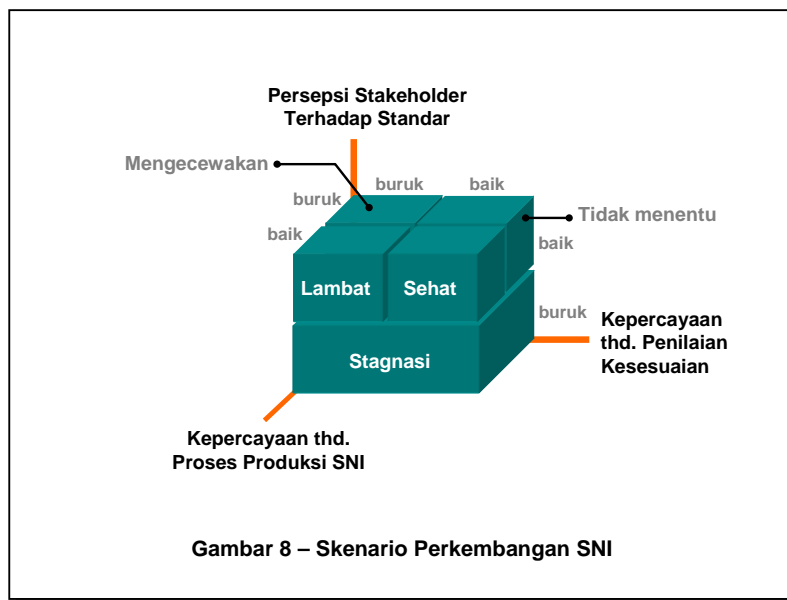 Persepsi Stakeholder
Terhadap Standar
Mengecewakan
buruk
baik
buruk
Tidak menentu
baik
baik
Lambat
Sehat
buruk
Kepercayaan
thd. Penilaian
Kesesuaian
Stagnasi
Kepercayaan thd.
Proses Produksi SNI
Gambar 8 – Skenario Perkembangan SNI